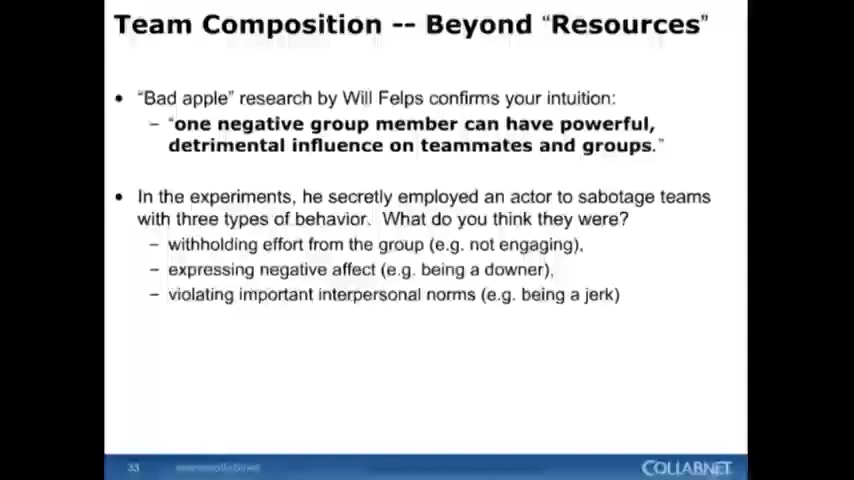 Team Composition -- Beyond “Resources”
• “Bad apple” research by Will Felps confirms your intuition:
– “one negative group member can have powerful,
detrimental influence on teammates and groups.”
• In the experiments, he secretly employed an actor to sabotage teams
with three types of behavior. What do you think they were?
– withholding effort from the group (e.g. not engaging),
– expressing negative affect (e.g. being a downer),
– violating important interpersonal norms (e.g. being a jerk)
33
COLLABNET